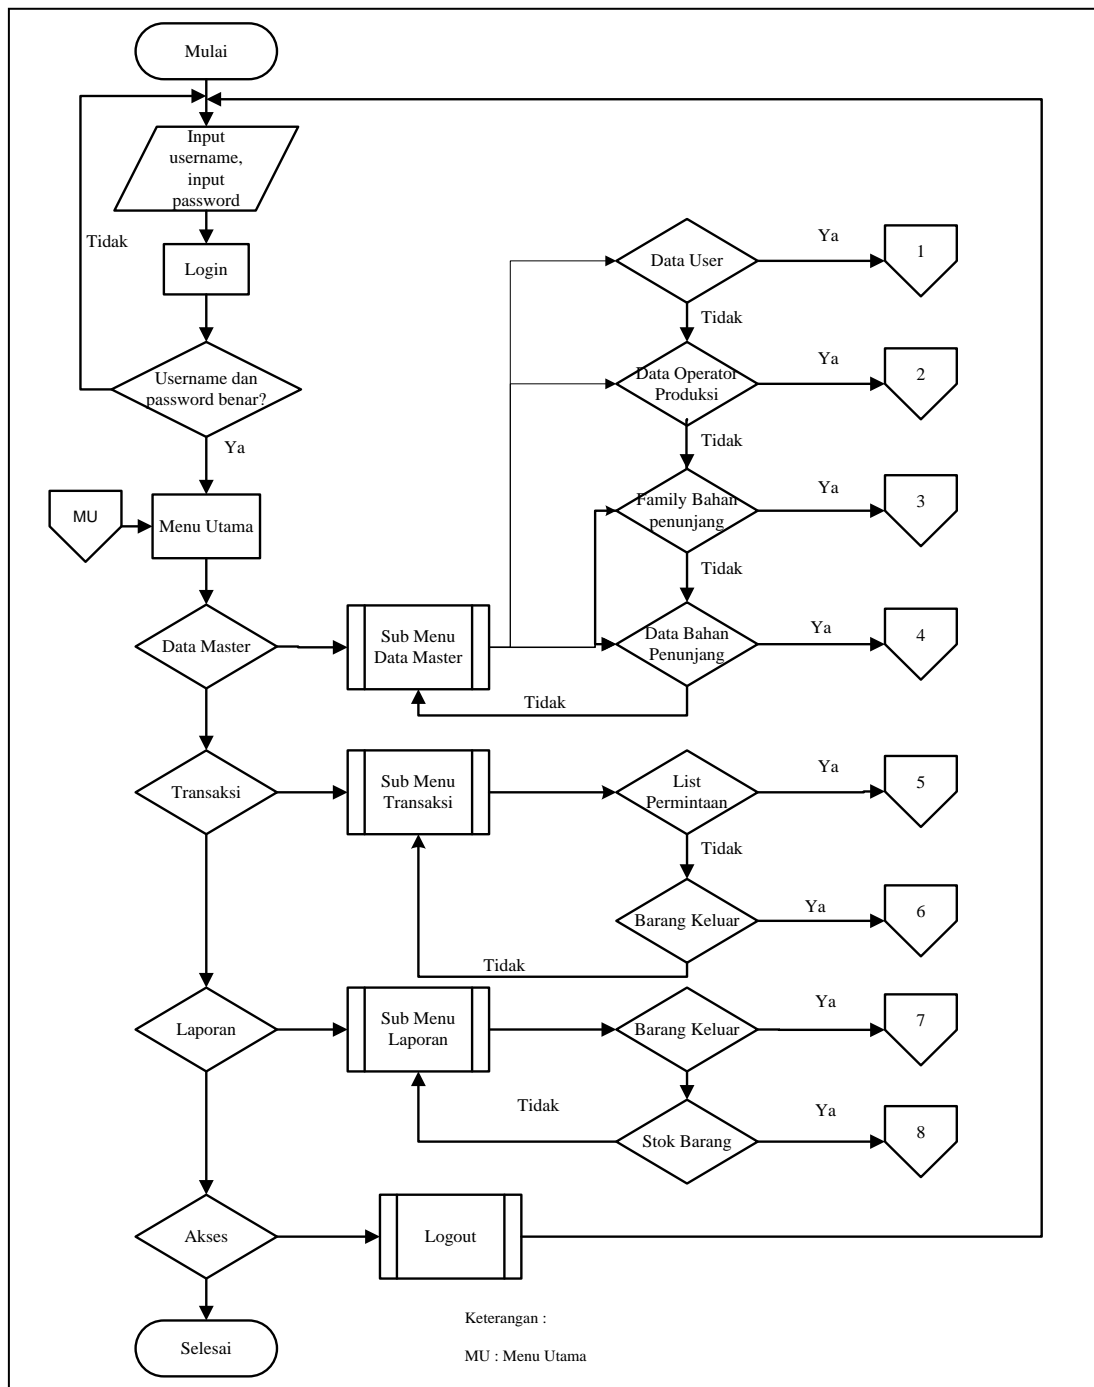 Mulai
Input
username,
input
password
Tidak
Login
Username dan
password benar?
Ya
MU
Menu Utama
Data Master
Sub Menu
Data Master
Data User
Ya
1
Tidak
Data Operator
Produksi
Ya
2
Tidak
Family Bahan
penunjang
Ya
3
Tidak
Data Bahan
Penunjang
Ya
4
Tidak
Transaksi
Sub Menu
Transaksi
List
Permintaan
Ya
5
Tidak
Barang Keluar
Ya
6
Tidak
Laporan
Sub Menu
Laporan
Barang Keluar
Ya
7
Tidak
Stok Barang
Ya
8
Akses
Logout
Selesai
Keterangan :
MU : Menu Utama